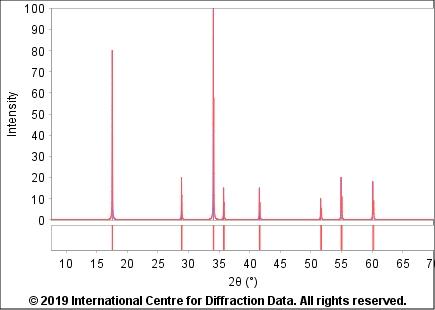 100
90
80
70
60
50
40
30
20
10
0
Intensity
10 15 20 25 30 35 40 45 50 55 60 65 70
2θ (°)
© 2019 International Centre for Diffraction Data. All rights reserved.